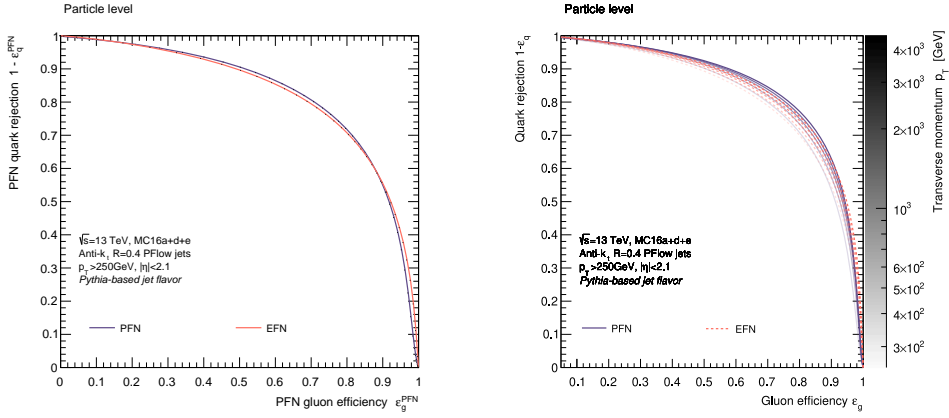 Particle level
PFN quark rejection 1 - ε_q^PFN
1
0.9
0.8
0.7
0.6
0.5
0.4
0.3
0.2
0.1
0
√s=13 TeV, MC16a+d+e
Anti-k_t R=0.4 PFlow jets
p_T>250GeV, |η|<2.1
Pythia-based jet flavor
PFN EFN
0 0.1 0.2 0.3 0.4 0.5 0.6 0.7 0.8 0.9 1
PFN gluon efficiency ε_g^PFN
Particle level
Quark rejection 1-ε_q
1
0.9
0.8
0.7
0.6
0.5
0.4
0.3
0.2
0.1
0
√s=13 TeV, MC16a+d+e
Anti-k_t R=0.4 PFlow jets
p_T>250GeV, |η|<2.1
Pythia-based jet flavor
PFN EFN
0.1 0.2 0.3 0.4 0.5 0.6 0.7 0.8 0.9 1
Gluon efficiency ε_g
4×10³
3×10³
2×10³
10³
6×10²
5×10²
4×10²
3×10²
Transverse momentum p_T [GeV]